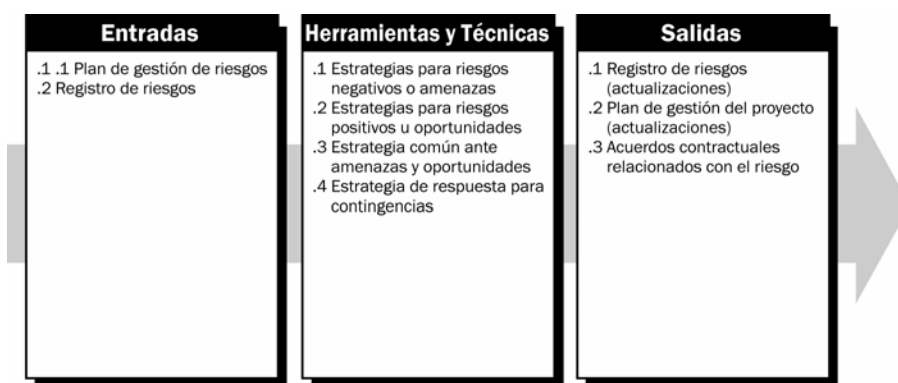 Entradas
.1 .1 Plan de gestión de riesgos
.2 Registro de riesgos
Herramientas y Técnicas
.1 Estrategias para riesgos
negativos o amenazas
.2 Estrategias para riesgos
positivos u oportunidades
.3 Estrategia común ante
amenazas y oportunidades
.4 Estrategia de respuesta para
contingencias
Salidas
.1 Registro de riesgos
(actualizaciones)
.2 Plan de gestión del proyecto
(actualizaciones)
.3 Acuerdos contractuales
relacionados con el riesgo